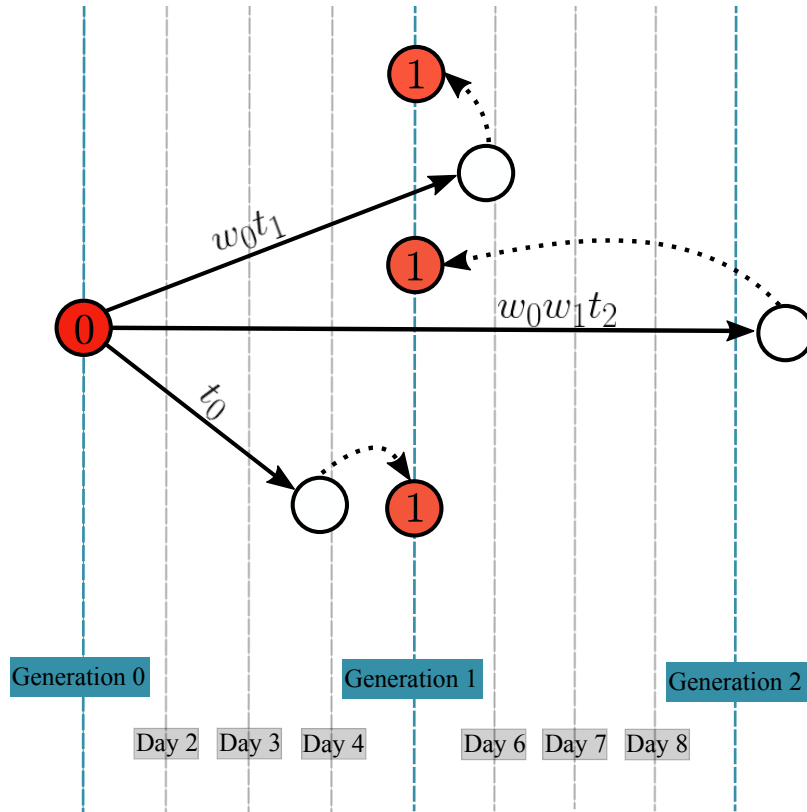 1
w₀t₁
1
w₀w₁t₂
0
t₀
1
Generation 0
Generation 1
Generation 2
Day 2
Day 3
Day 4
Day 6
Day 7
Day 8